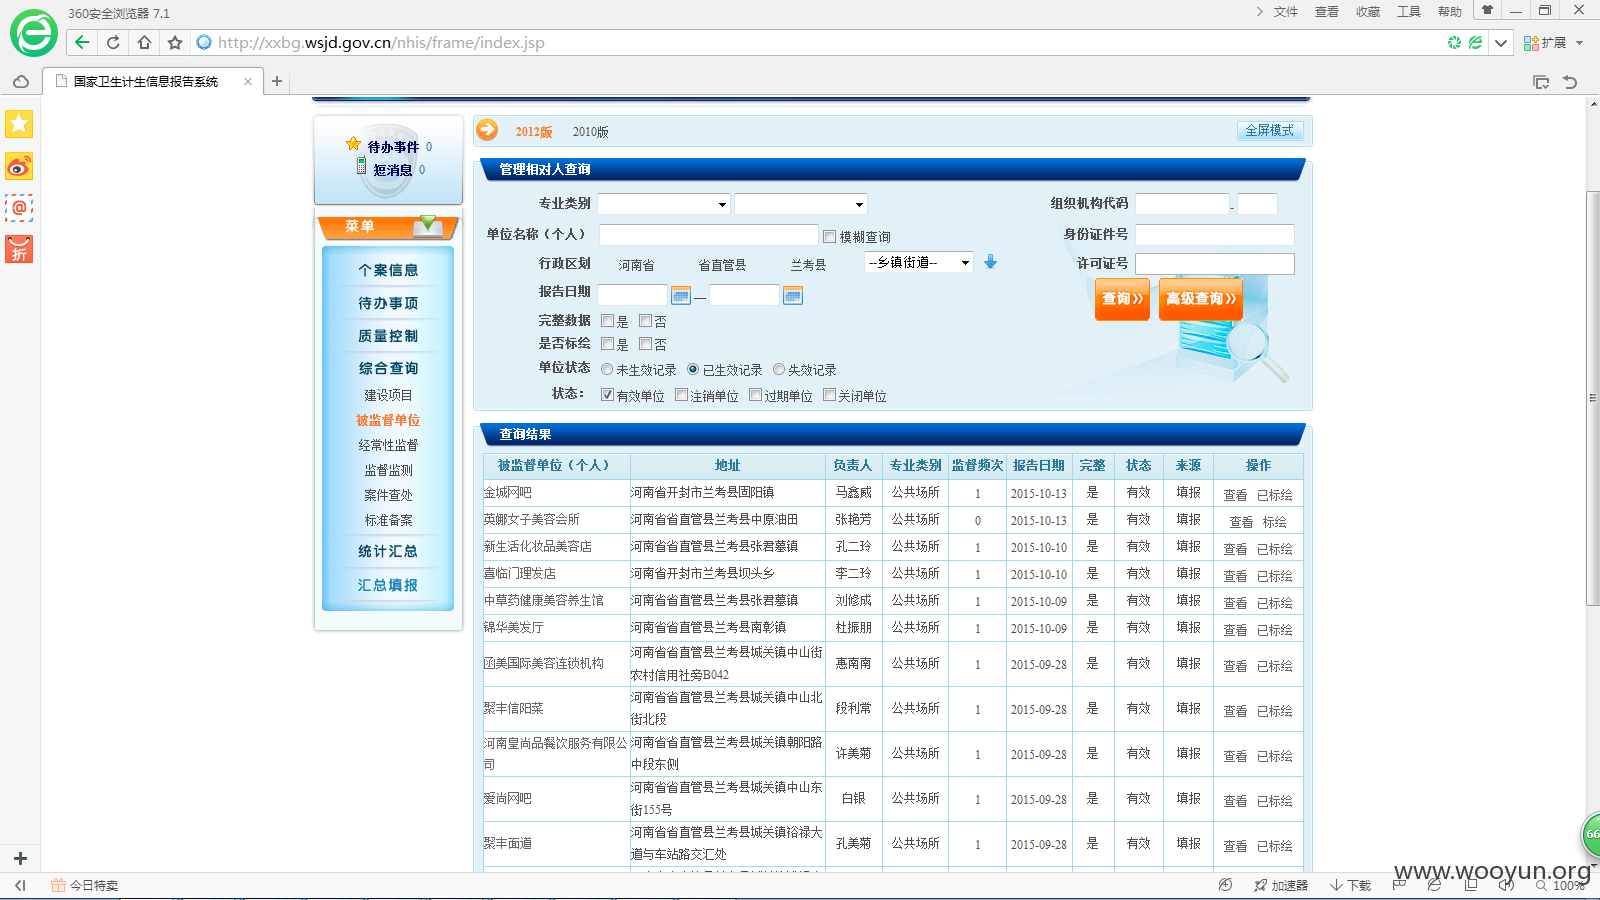 360安全浏览器 7.1
文件 查看 收藏 工具 帮助
http://xxbg.wsjd.gov.cn/nhis/frame/index.jsp
扩展
国家卫生计生信息报告系统
待办事件 0
短消息 0
2012版 2010版
全屏模式
菜单
个案信息
待办事项
质量控制
综合查询
建设项目
被监督单位
经常性监督
监督监测
案件查处
标准备案
统计汇总
汇总填报
管理相对人查询
专业类别
组织机构代码 -
单位名称（个人） 模糊查询
身份证件号
行政区划 河南省 省直管县 兰考县 --乡镇街道--
许可证号
报告日期 —
查询 高级查询
完整数据 是 否
是否标绘 是 否
单位状态 未生效记录 已生效记录 失效记录
状态： 有效单位 注销单位 过期单位 关闭单位
查询结果
被监督单位（个人） 地址 负责人 专业类别 监督频次 报告日期 完整 状态 来源 操作
金城网吧 河南省开封市兰考县固阳镇 马鑫威 公共场所 1 2015-10-13 是 有效 填报 查看 已标绘
英娜女子美容会所 河南省省直管县兰考县中原油田 张艳芳 公共场所 0 2015-10-13 是 有效 填报 查看 标绘
新生活化妆品美容店 河南省省直管县兰考县张君墓镇 孔二玲 公共场所 1 2015-10-10 是 有效 填报 查看 已标绘
喜临门理发店 河南省开封市兰考县坝头乡 李二玲 公共场所 1 2015-10-10 是 有效 填报 查看 已标绘
中草药健康美容养生馆 河南省省直管县兰考县张君墓镇 刘修成 公共场所 1 2015-10-09 是 有效 填报 查看 已标绘
锦华美发厅 河南省省直管县兰考县南彰镇 杜振朋 公共场所 1 2015-10-09 是 有效 填报 查看 已标绘
函美国际美容连锁机构 河南省省直管县兰考县城关镇中山街农村信用社旁B042 惠南南 公共场所 1 2015-09-28 是 有效 填报 查看 已标绘
聚丰信阳菜 河南省省直管县兰考县城关镇中山北街北段 段利常 公共场所 1 2015-09-28 是 有效 填报 查看 已标绘
河南皇尚品餐饮服务有限公司 河南省省直管县兰考县城关镇朝阳路中段东侧 许美菊 公共场所 1 2015-09-28 是 有效 填报 查看 已标绘
爱尚网吧 河南省省直管县兰考县城关镇中山东街155号 白银 公共场所 1 2015-09-28 是 有效 填报 查看 已标绘
聚丰面道 河南省省直管县兰考县城关镇裕禄大道与车站路交汇处 孔美菊 公共场所 1 2015-09-28 是 有效 填报 查看 已标绘
折
66
www.wooyun.org
今日特卖
加速器 下载 100%